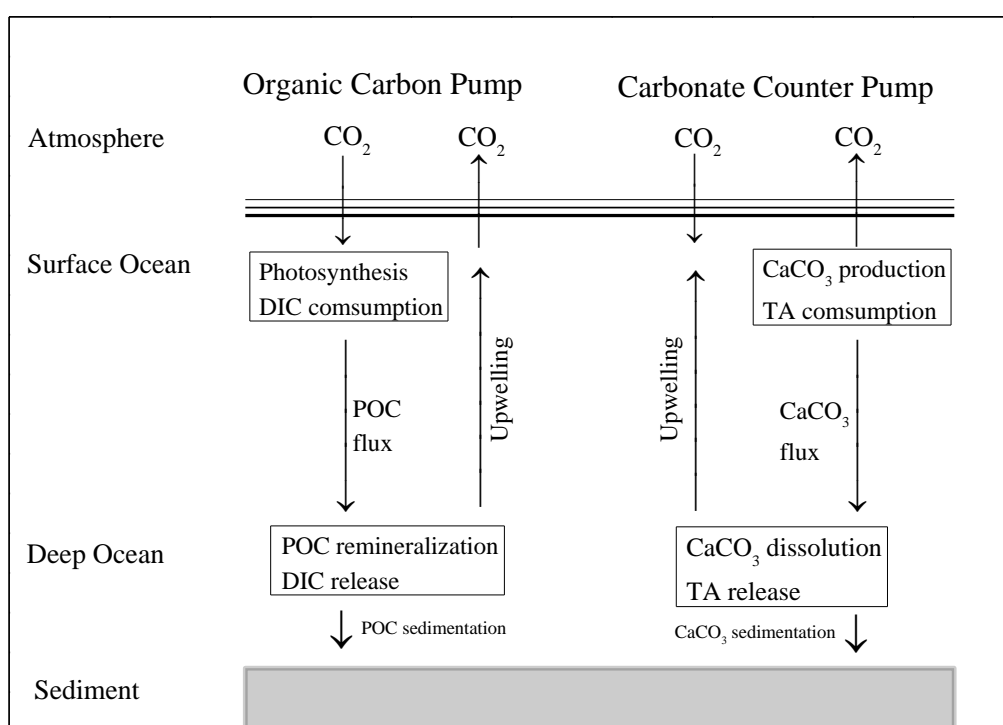 Organic Carbon Pump
Carbonate Counter Pump
Atmosphere
CO₂
CO₂
CO₂
CO₂
Surface Ocean
Photosynthesis
DIC comsumption
CaCO₃ production
TA comsumption
POC
flux
Upwelling
Upwelling
CaCO₃
flux
Deep Ocean
POC remineralization
DIC release
CaCO₃ dissolution
TA release
POC sedimentation
CaCO₃ sedimentation
Sediment